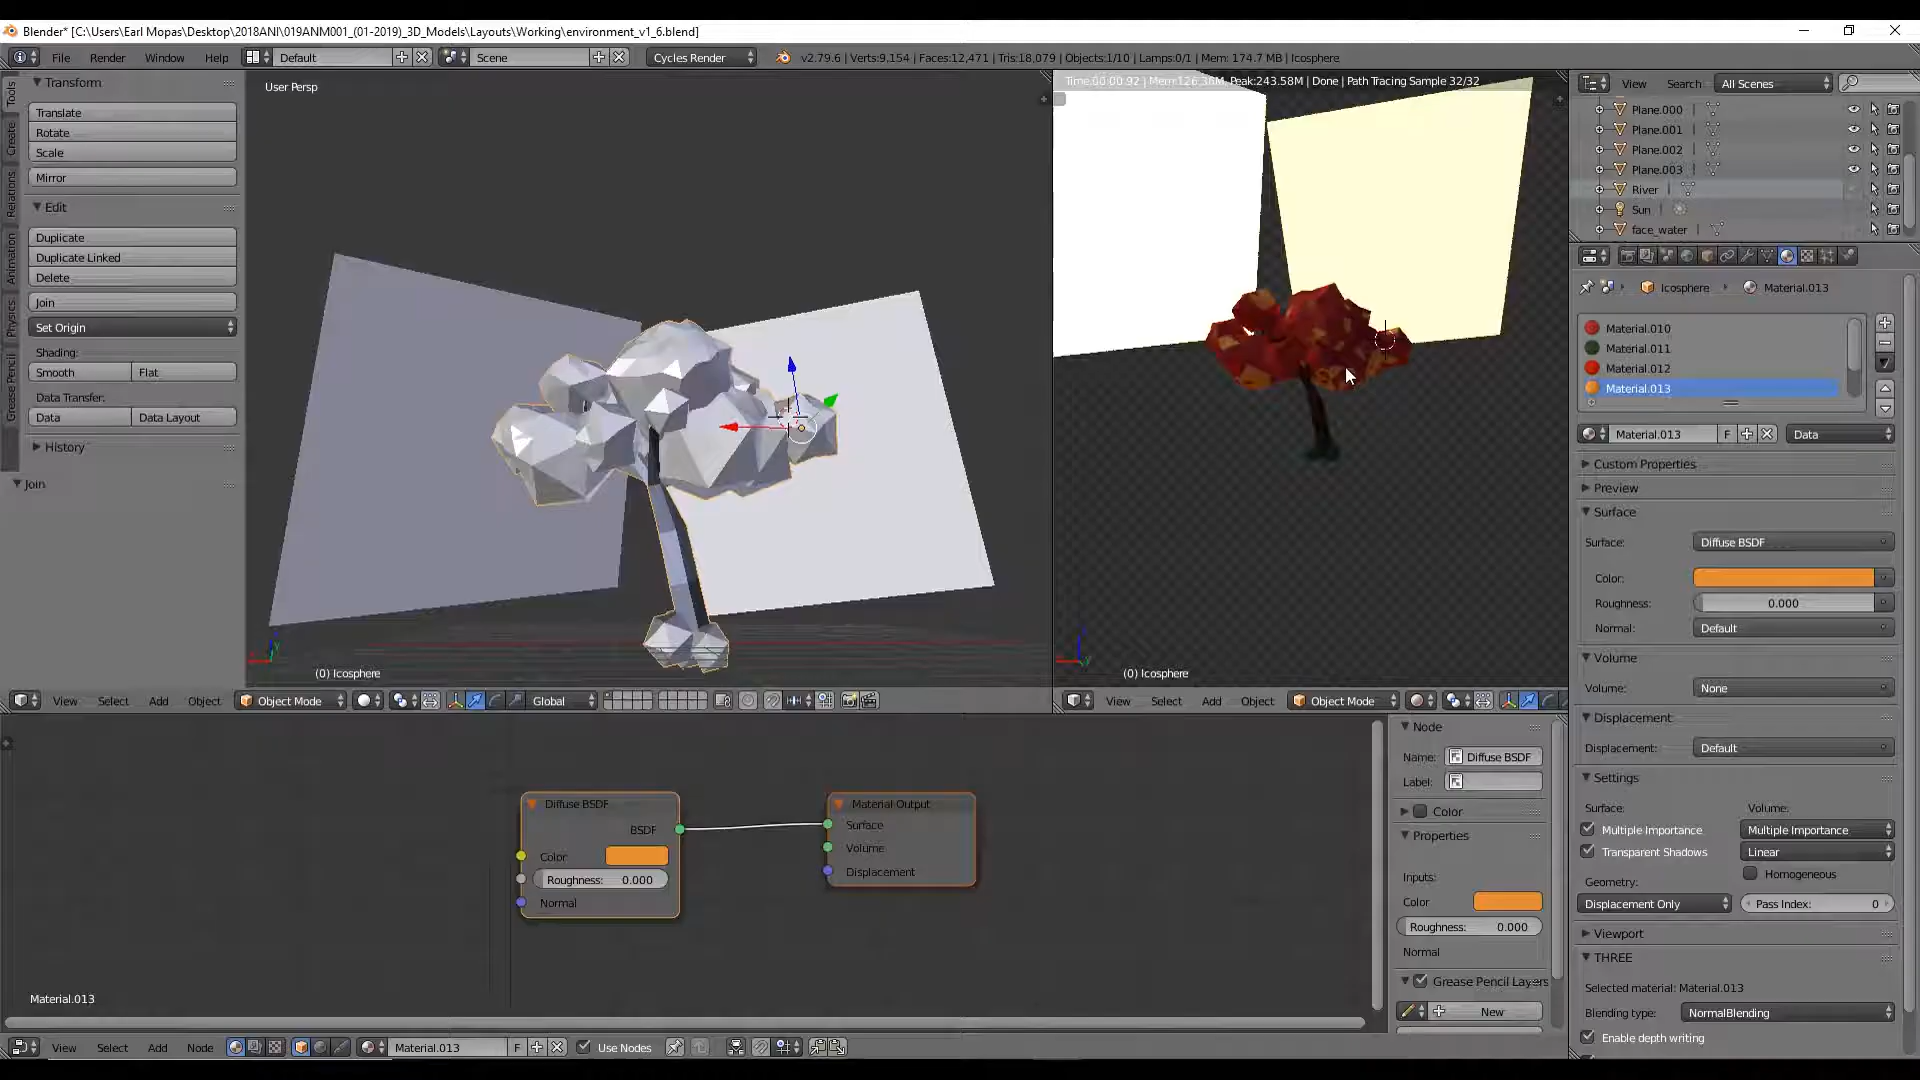 Blender* [C:\Users\Earl Mopas\Desktop\2018ANI\019ANM001_(01-2019)_3D_Models\Layouts\Working\environment_v1_6.blend]
File Render Window Help Default Scene Cycles Render v2.79.6 | Verts:9,154 | Faces:12,471 | Tris:18,079 | Objects:1/10 | Lamps:0/1 | Mem: 174.7 MB | Icosphere
Tools
Create
Relations
Animation
Physics
Grease Pencil
Transform
Translate
Rotate
Scale
Mirror
Edit
Duplicate
Duplicate Linked
Delete
Join
Set Origin
Shading:
Smooth Flat
Data Transfer:
Data Data Layout
History
Join
User Persp
(0) Icosphere
View Select Add Object Object Mode Global
Time:00:00.92 | Mem:126.36M, Peak:243.58M | Done | Path Tracing Sample 32/32
(0) Icosphere
View Select Add Object Object Mode
View Search All Scenes
Plane.000
Plane.001
Plane.002
Plane.003
River
Sun
face_water
Icosphere Material.013
Material.010
Material.011
Material.012
Material.013
Material.013 F Data
Custom Properties
Preview
Surface
Surface: Diffuse BSDF
Color:
Roughness: 0.000
Normal: Default
Volume
Volume: None
Displacement
Displacement: Default
Settings
Surface: Volume:
Multiple Importance Multiple Importance
Transparent Shadows Linear
Homogeneous
Geometry:
Displacement Only Pass Index: 0
Viewport
THREE
Selected material: Material.013
Blending type: NormalBlending
Enable depth writing
Diffuse BSDF
BSDF
Color
Roughness: 0.000
Normal
Material Output
Surface
Volume
Displacement
Material.013
Node
Name: Diffuse BSDF
Label:
Color
Properties
Inputs:
Color
Roughness: 0.000
Normal
Grease Pencil Layers
New
View Select Add Node Material.013 F Use Nodes